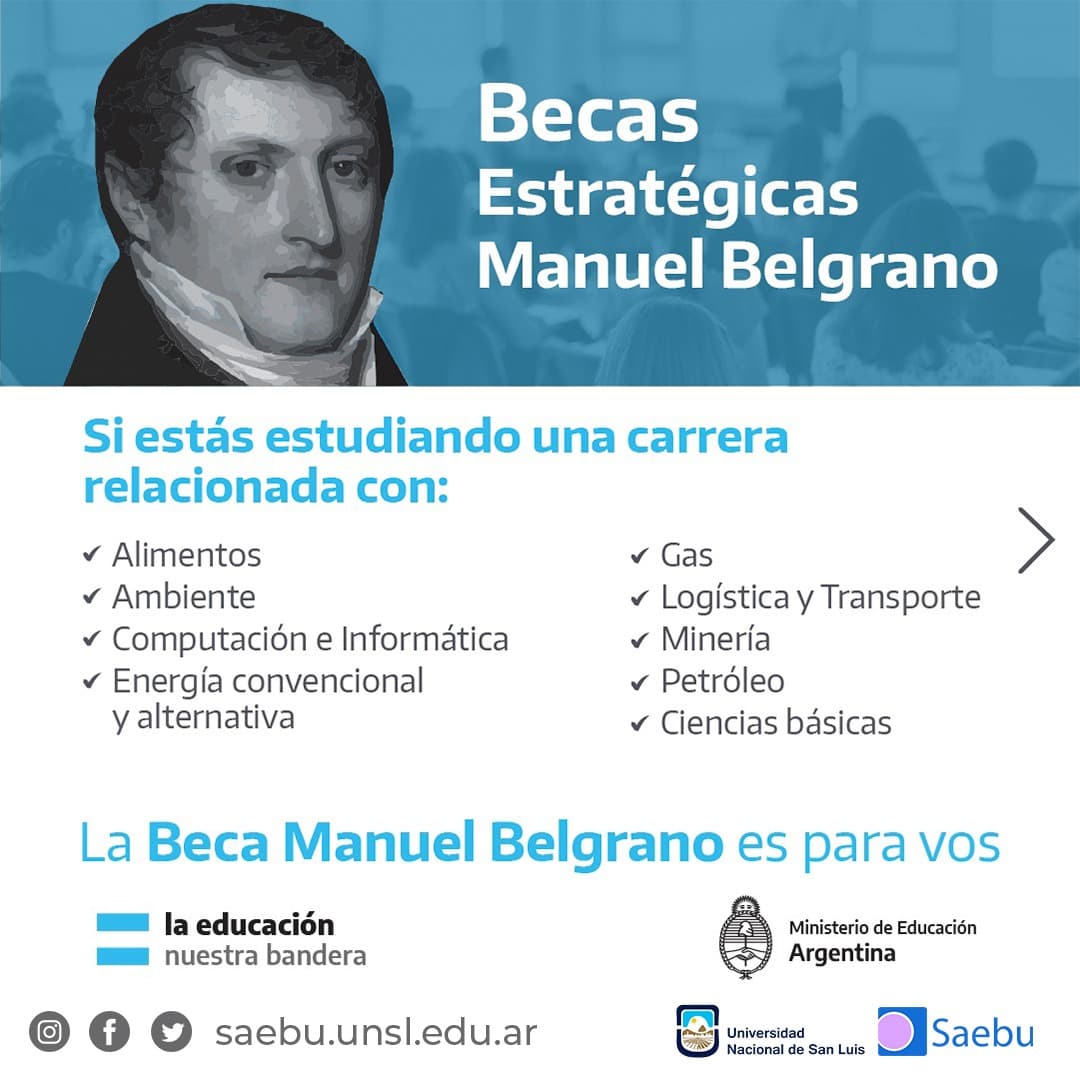 Becas
Estratégicas
Manuel Belgrano
Si estás estudiando una carrera
relacionada con:
Alimentos
Ambiente
Computación e Informática
Energía convencional
y alternativa
Gas
Logística y Transporte
Minería
Petróleo
Ciencias básicas
La Beca Manuel Belgrano es para vos
la educación
nuestra bandera
Ministerio de Educación
Argentina
saebu.unsl.edu.ar
Universidad
Nacional de San Luis
Saebu